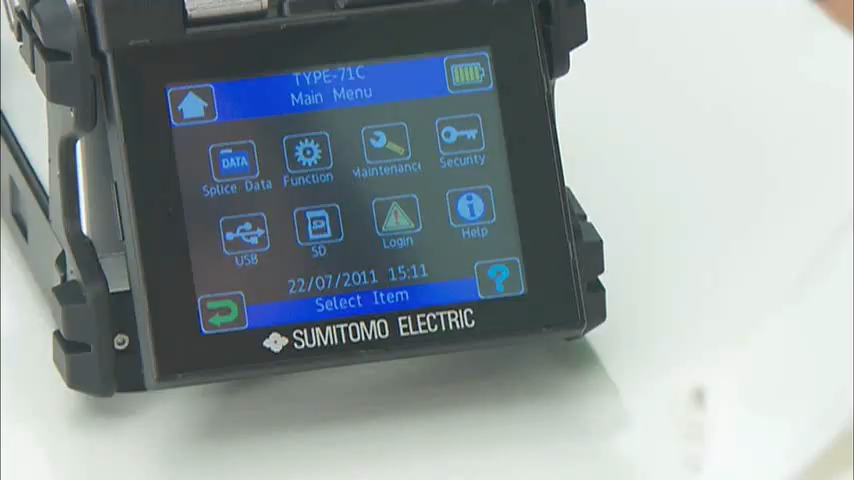 TYPE-71C
Main Menu
DATA
Splice Data
Function
Maintenance
Security
USB
SD
Login
Help
22/07/2011 15:11
Select Item
?
SUMITOMO ELECTRIC